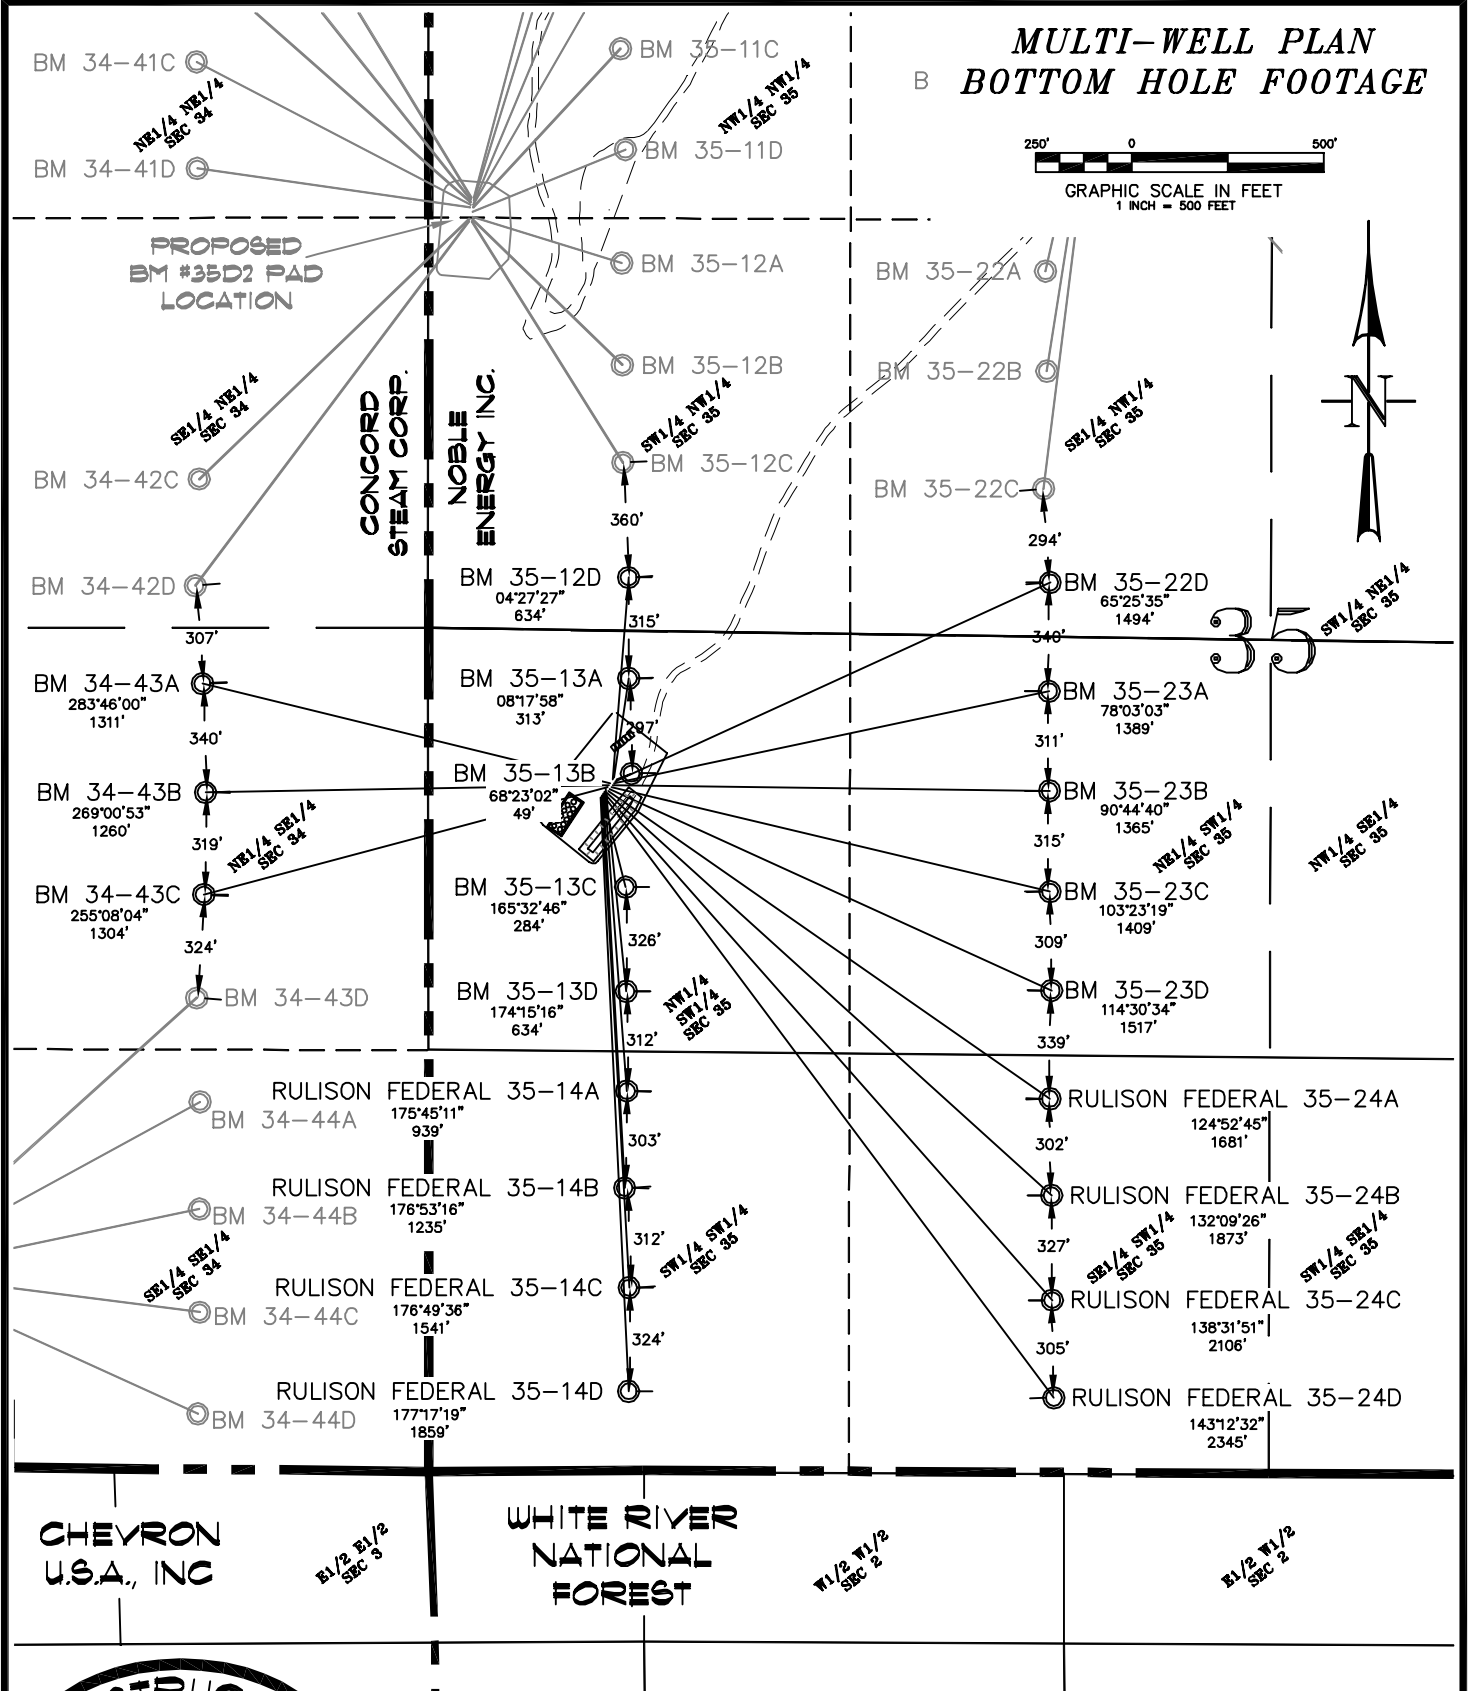 MULTI-WELL PLAN
BOTTOM HOLE FOOTAGE
B
250' 0 500'
GRAPHIC SCALE IN FEET
1 INCH = 500 FEET
N
BM 34-41C
NE1/4 NE1/4
SEC 34
BM 34-41D
BM 35-11C
NW1/4 NW1/4
SEC 35
BM 35-11D
PROPOSED
BM #35D2 PAD
LOCATION
BM 35-12A
BM 35-22A
BM 35-12B
BM 35-22B
SE1/4 NE1/4
SEC 34
CONCORD
STEAM CORP.
NOBLE
ENERGY INC.
SW1/4 NW1/4
SEC 35
SE1/4 NW1/4
SEC 35
BM 34-42C
BM 35-12C
BM 35-22C
360'
294'
BM 34-42D
BM 35-12D
04°27'27"
634'
BM 35-22D
65°25'35"
1494'
35
SW1/4 NE1/4
SEC 35
307'
315'
340'
BM 34-43A
283°46'00"
1311'
BM 35-13A
08°17'58"
313'
BM 35-23A
78°03'03"
1389'
340'
297'
311'
BM 34-43B
269°00'53"
1260'
BM 35-13B
68°23'02"
49'
BM 35-23B
90°44'40"
1365'
319'
NE1/4 SE1/4
SEC 34
315'
NE1/4 SW1/4
SEC 35
NW1/4 SE1/4
SEC 35
BM 34-43C
255°08'04"
1304'
BM 35-13C
165°32'46"
284'
BM 35-23C
103°23'19"
1409'
324'
326'
309'
BM 34-43D
BM 35-13D
174°15'16"
634'
NW1/4
SW1/4
SEC 35
BM 35-23D
114°30'34"
1517'
312'
339'
RULISON FEDERAL 35-14A
175°45'11"
939'
BM 34-44A
RULISON FEDERAL 35-24A
124°52'45"
1681'
303'
302'
RULISON FEDERAL 35-14B
176°53'16"
1235'
BM 34-44B
RULISON FEDERAL 35-24B
132°09'26"
1873'
SE1/4 SE1/4
SEC 34
312'
SW1/4 SW1/4
SEC 35
327'
SE1/4 SW1/4
SEC 35
SW1/4 SE1/4
SEC 35
RULISON FEDERAL 35-14C
176°49'36"
1541'
BM 34-44C
RULISON FEDERAL 35-24C
138°31'51"
2106'
324'
305'
RULISON FEDERAL 35-14D
177°17'19"
1859'
BM 34-44D
RULISON FEDERAL 35-24D
143°12'32"
2345'
CHEVRON
U.S.A., INC
E1/2 E1/2
SEC 3
WHITE RIVER
NATIONAL
FOREST
W1/2 W1/2
SEC 2
E1/2 W1/2
SEC 2